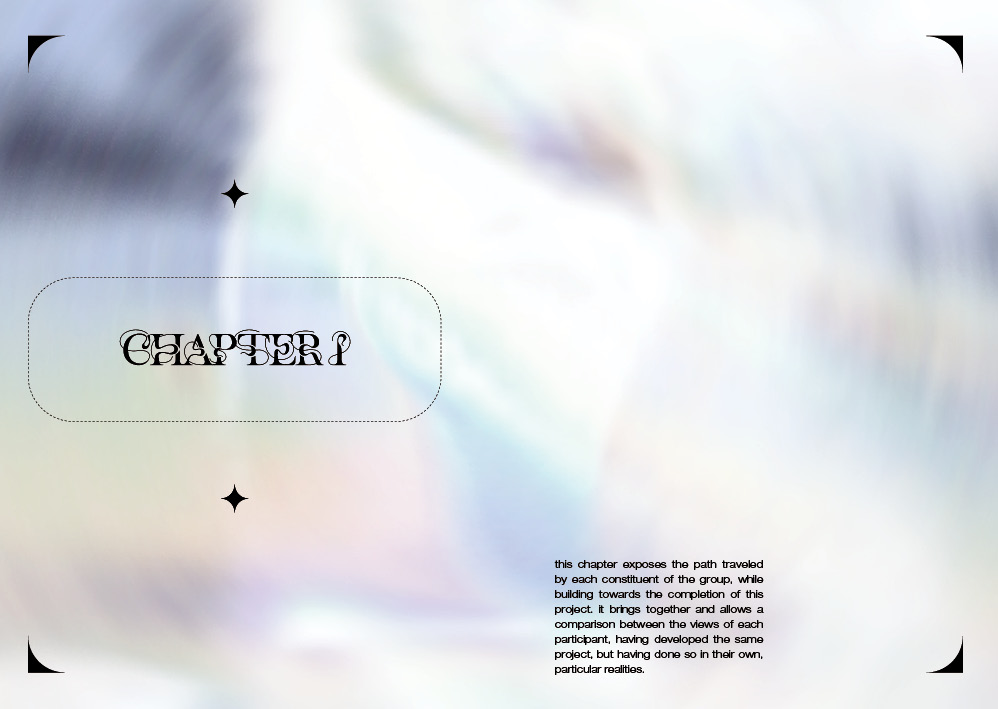 CHAPTER I
this chapter exposes the path traveled
by each constituent of the group, while
building towards the completion of this
project. it brings together and allows a
comparison between the views of each
participant, having developed the same
project, but having done so in their own,
particular realities.